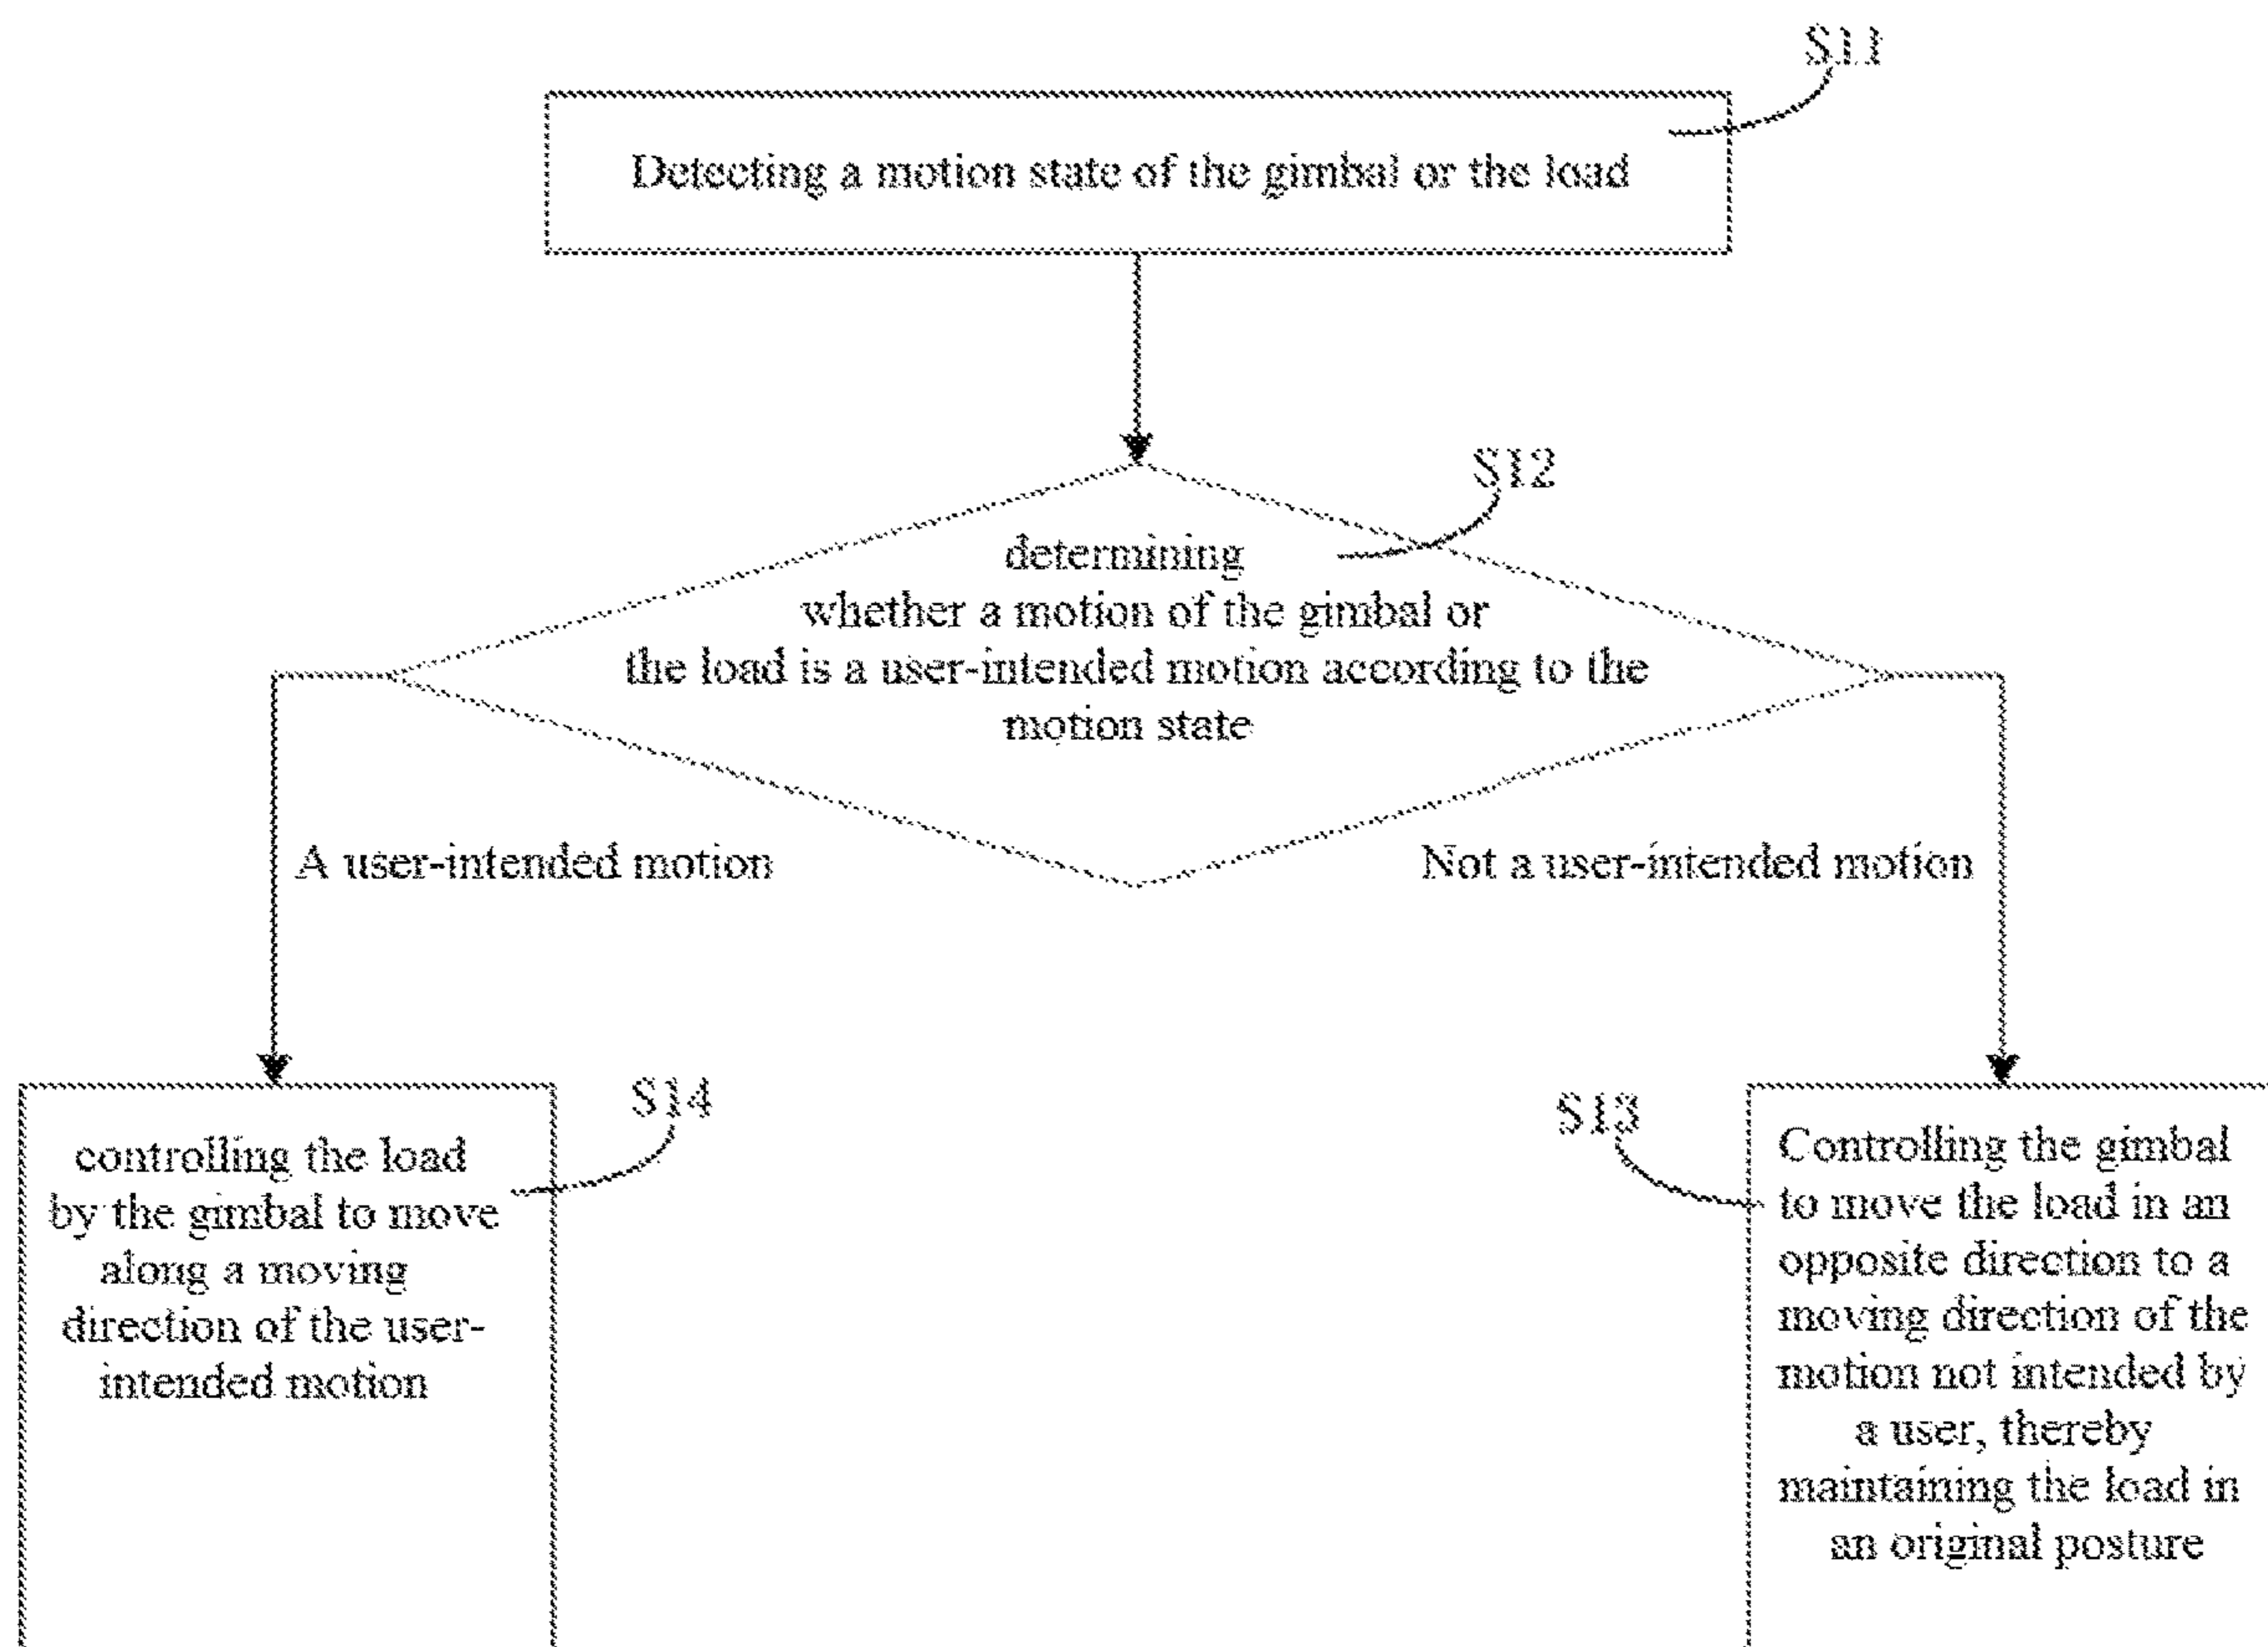 S11
Detecting a motion state of the gimbal or the load
S12
determining
whether a motion of the gimbal or
the load is a user-intended motion according to the
motion state
A user-intended motion
Not a user-intended motion
S14
controlling the load
by the gimbal to move
along a moving
direction of the user-
intended motion
S13
Controlling the gimbal
to move the load in an
opposite direction to a
moving direction of the
motion not intended by
a user, thereby
maintaining the load in
an original posture